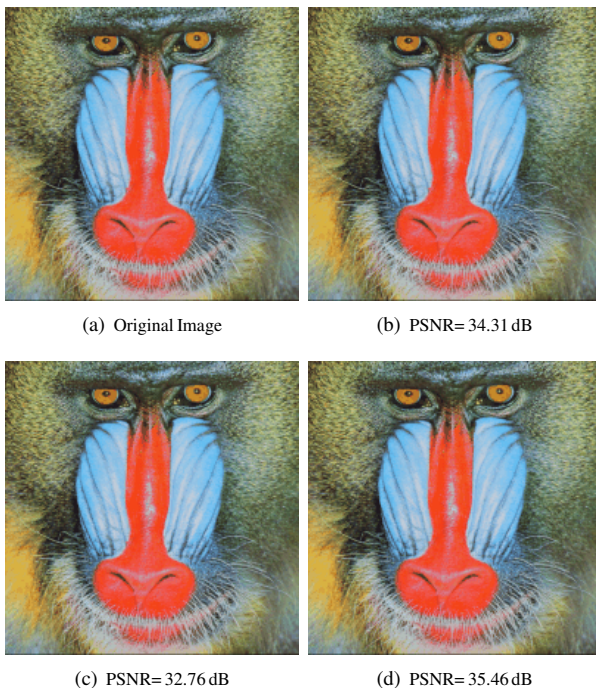 (a) Original Image
(b) PSNR= 34.31 dB
(c) PSNR= 32.76 dB
(d) PSNR= 35.46 dB